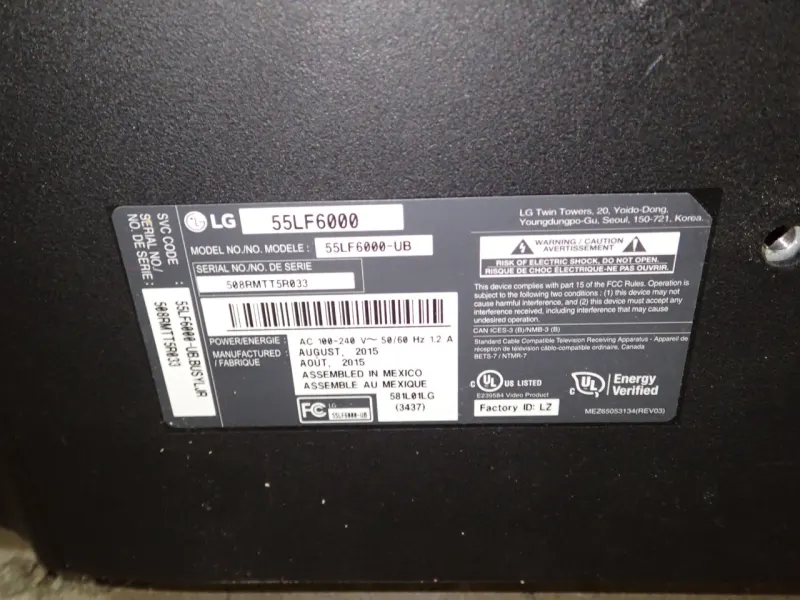 LG 55LF6000
MODEL NO./NO. MODELE : 55LF6000-UB
SERIAL NO./NO DE SERIE
508RMTT5R033
POWER/ENERGIE : AC 100-240 V~ 50/60 Hz 1.2 A
MANUFACTURED : AUGUST, 2015
/ FABRIQUE AOUT, 2015
ASSEMBLED IN MEXICO
ASSEMBLE AU MEXIQUE
FC LG
55LF6000-UB
581L01LG
(3437)
SVC CODE : 55LF6000-UB.BUSYLJR
SERIAL NO./ 508RMTT5R033
NO. DE SERIE :
LG Twin Towers, 20, Yoido-Dong,
Youngdungpo-Gu, Seoul, 150-721, Korea.
WARNING / CAUTION
AVERTISSEMENT
RISK OF ELECTRIC SHOCK, DO NOT OPEN.
RISQUE DE CHOC ÉLECTRIQUE-NE PAS OUVRIR.
This device complies with part 15 of the FCC Rules. Operation is
subject to the following two conditions : (1) this device may not
cause harmful interference, and (2) this device must accept any
interference received, including interference that may cause
undesired operation.
CAN ICES-3 (B)/NMB-3 (B)
Standard Cable Compatible Television Receiving Apparatus - Appareil de
réception de télévision câblo-compatible ordinaire, Canada
BETS-7 / NTMR-7
C UL US LISTED
E239584 Video Product
Factory ID: LZ
C UL Energy
Verified
MEZ65053134(REV03)